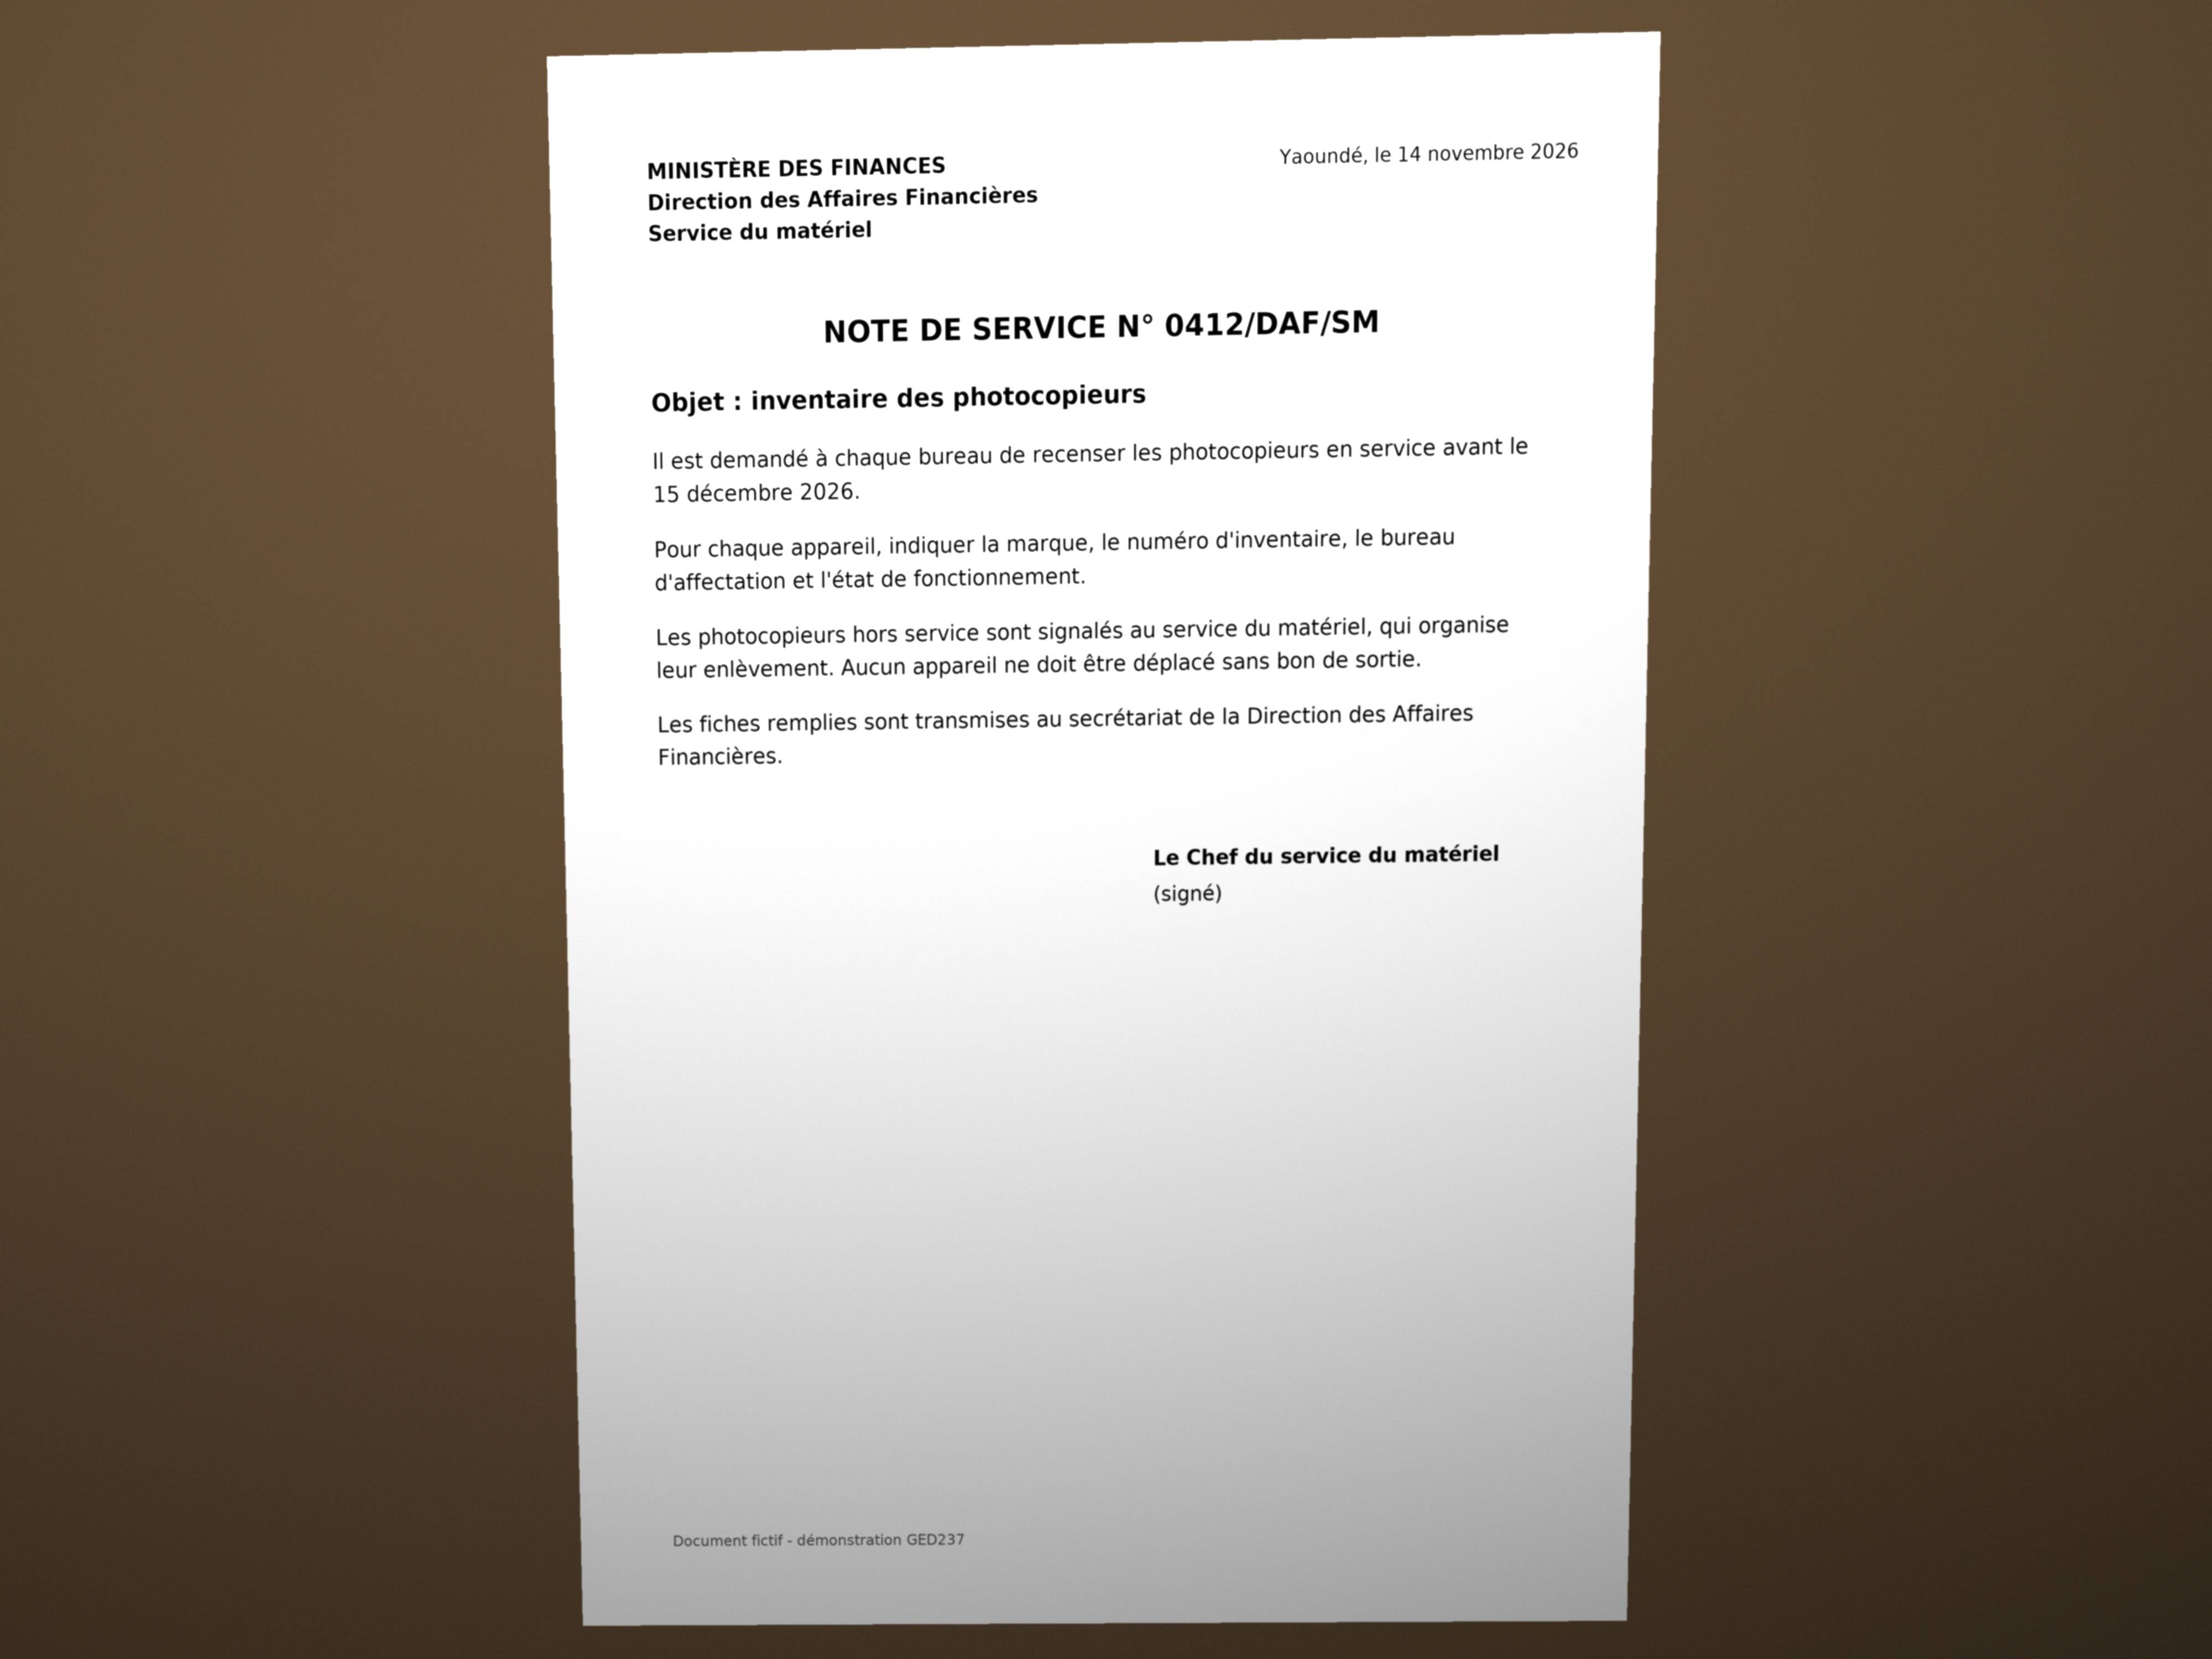 MINISTÈRE DES FINANCES
Direction des Affaires Financières
Service du matériel
Yaoundé, le 14 novembre 2026
NOTE DE SERVICE N° 0412/DAF/SM
Objet : inventaire des photocopieurs
Il est demandé à chaque bureau de recenser les photocopieurs en service avant le
15 décembre 2026.
Pour chaque appareil, indiquer la marque, le numéro d'inventaire, le bureau
d'affectation et l'état de fonctionnement.
Les photocopieurs hors service sont signalés au service du matériel, qui organise
leur enlèvement. Aucun appareil ne doit être déplacé sans bon de sortie.
Les fiches remplies sont transmises au secrétariat de la Direction des Affaires
Financières.
Le Chef du service du matériel
(signé)
Document fictif - démonstration GED237